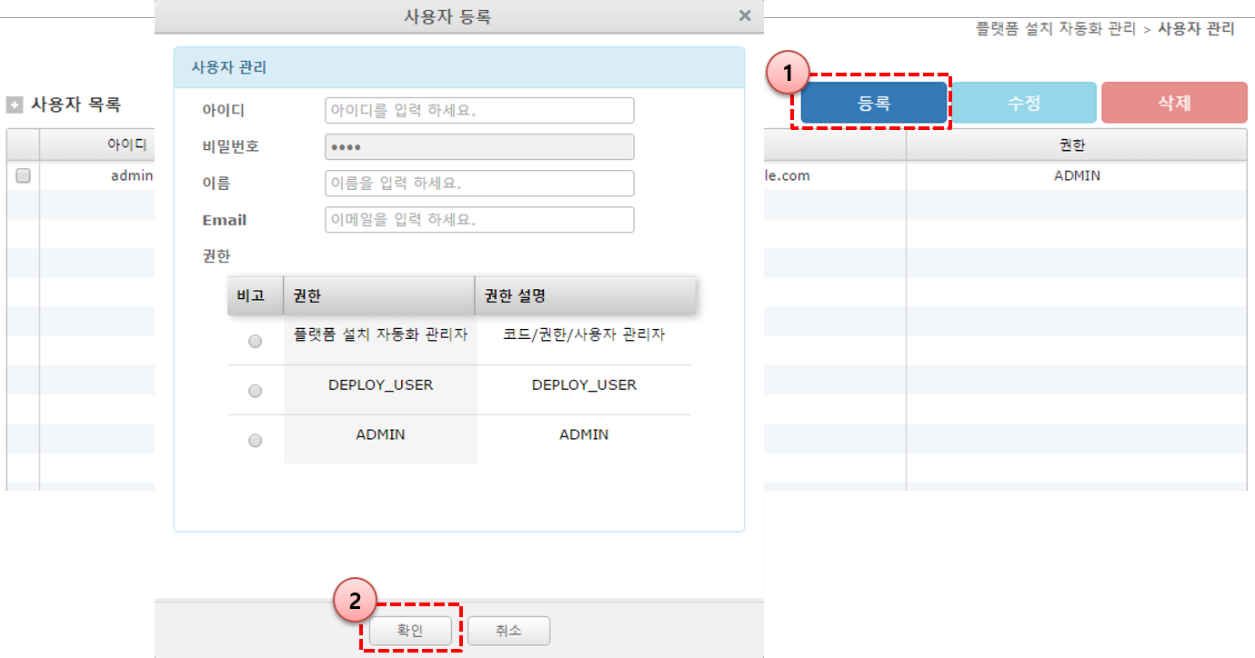 사용자 등록 ×
플랫폼 설치 자동화 관리 > 사용자 관리
사용자 관리
1
사용자 목록
등록 수정 삭제
아이디 아이디를 입력 하세요.
비밀번호 ••••
이름 이름을 입력 하세요.
Email 이메일을 입력 하세요.
권한
아이디 권한
admin le.com ADMIN
비고 권한 권한 설명
플랫폼 설치 자동화 관리자 코드/권한/사용자 관리자
DEPLOY_USER DEPLOY_USER
ADMIN ADMIN
2
확인 취소